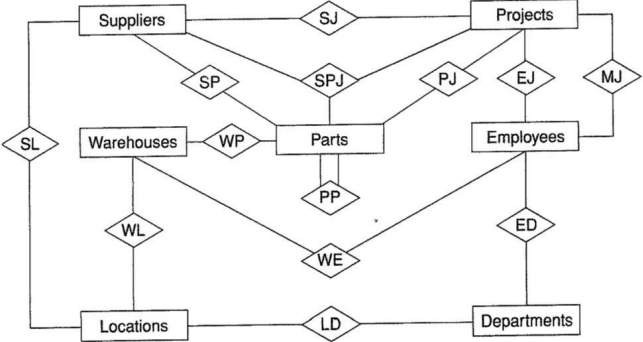 Suppliers
SJ
Projects
SP
SPJ
PJ
EJ
MJ
SL
Warehouses
WP
Parts
Employees
PP
WL
WE
ED
Locations
LD
Departments